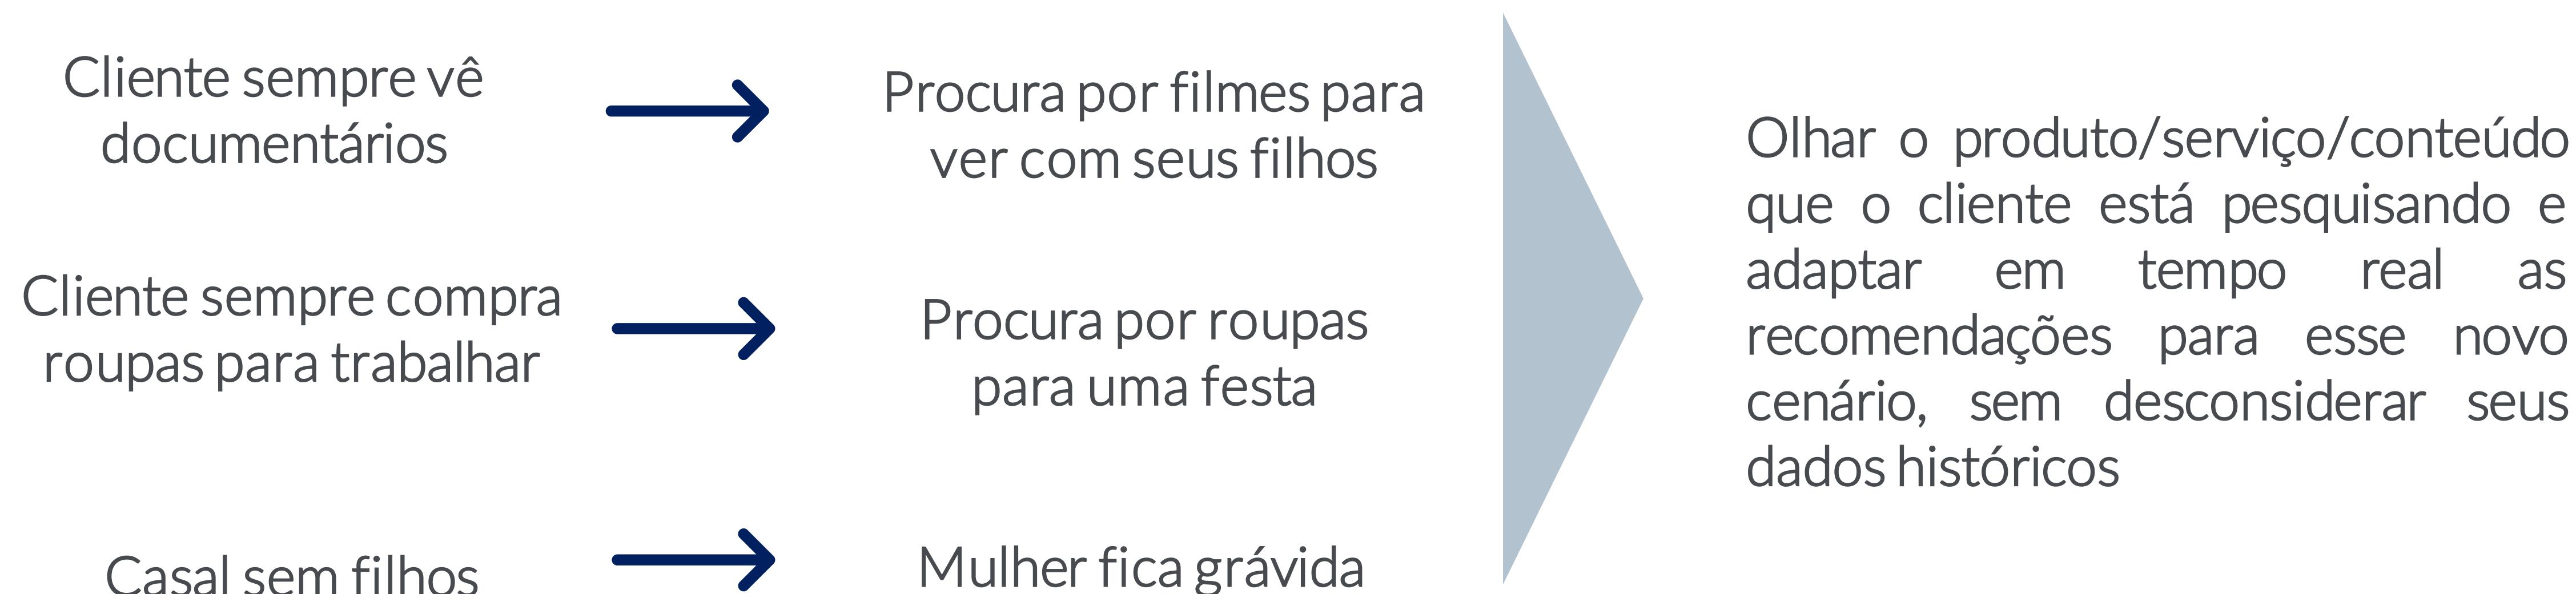 Cliente sempre vê
documentários
Procura por filmes para
ver com seus filhos
Cliente sempre compra
roupas para trabalhar
Procura por roupas
para uma festa
Casal sem filhos
Mulher fica grávida
Olhar o produto/serviço/conteúdo
que o cliente está pesquisando e
adaptar em tempo real as
recomendações para esse novo
cenário, sem desconsiderar seus
dados históricos